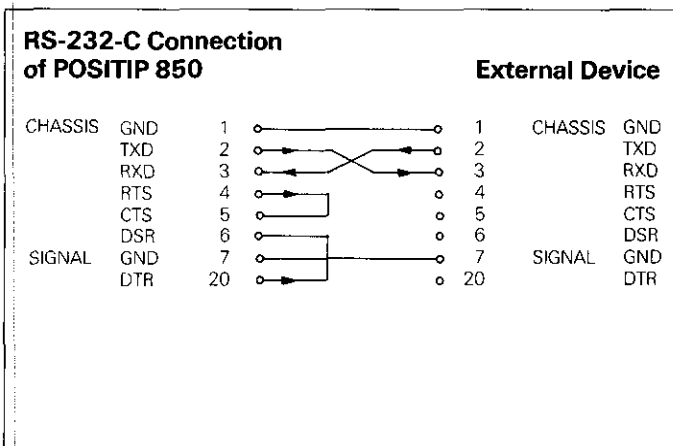 RS-232-C Connection
of POSITIP 850 External Device
CHASSIS GND 1 1 CHASSIS GND
TXD 2 2 TXD
RXD 3 3 RXD
RTS 4 4 RTS
CTS 5 5 CTS
DSR 6 6 DSR
SIGNAL GND 7 7 SIGNAL GND
DTR 20 20 DTR